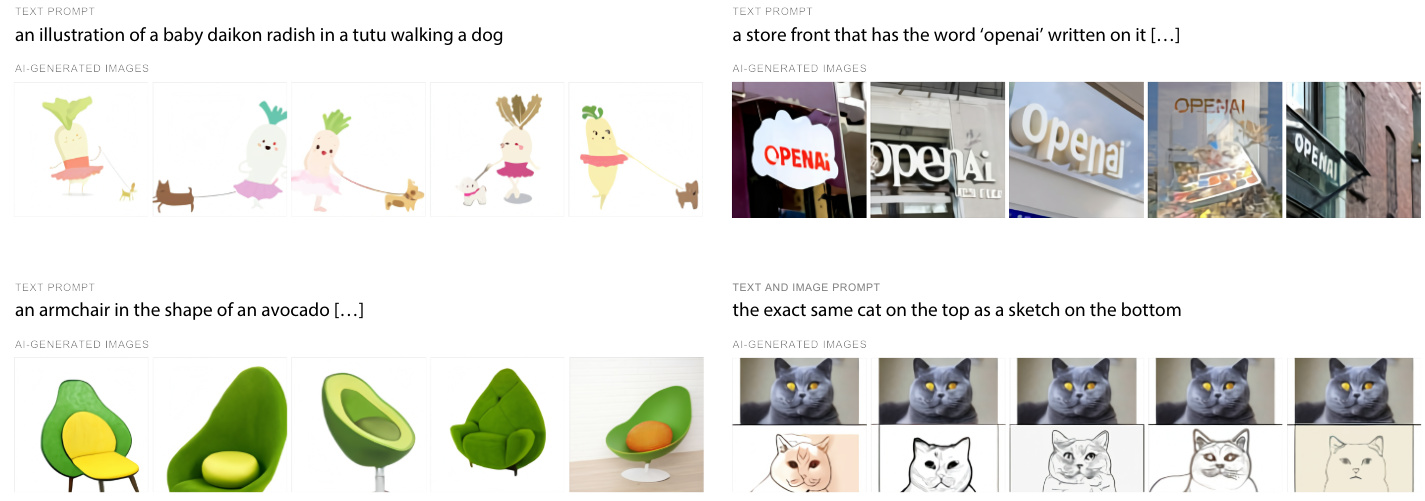 TEXT PROMPT
an illustration of a baby daikon radish in a tutu walking a dog
AI-GENERATED IMAGES
TEXT PROMPT
a store front that has the word ‘openai’ written on it […]
AI-GENERATED IMAGES
OPENAi
openAi
Openai
OPENAI
OPENAI
TEXT PROMPT
an armchair in the shape of an avocado […]
AI-GENERATED IMAGES
TEXT AND IMAGE PROMPT
the exact same cat on the top as a sketch on the bottom
AI-GENERATED IMAGES